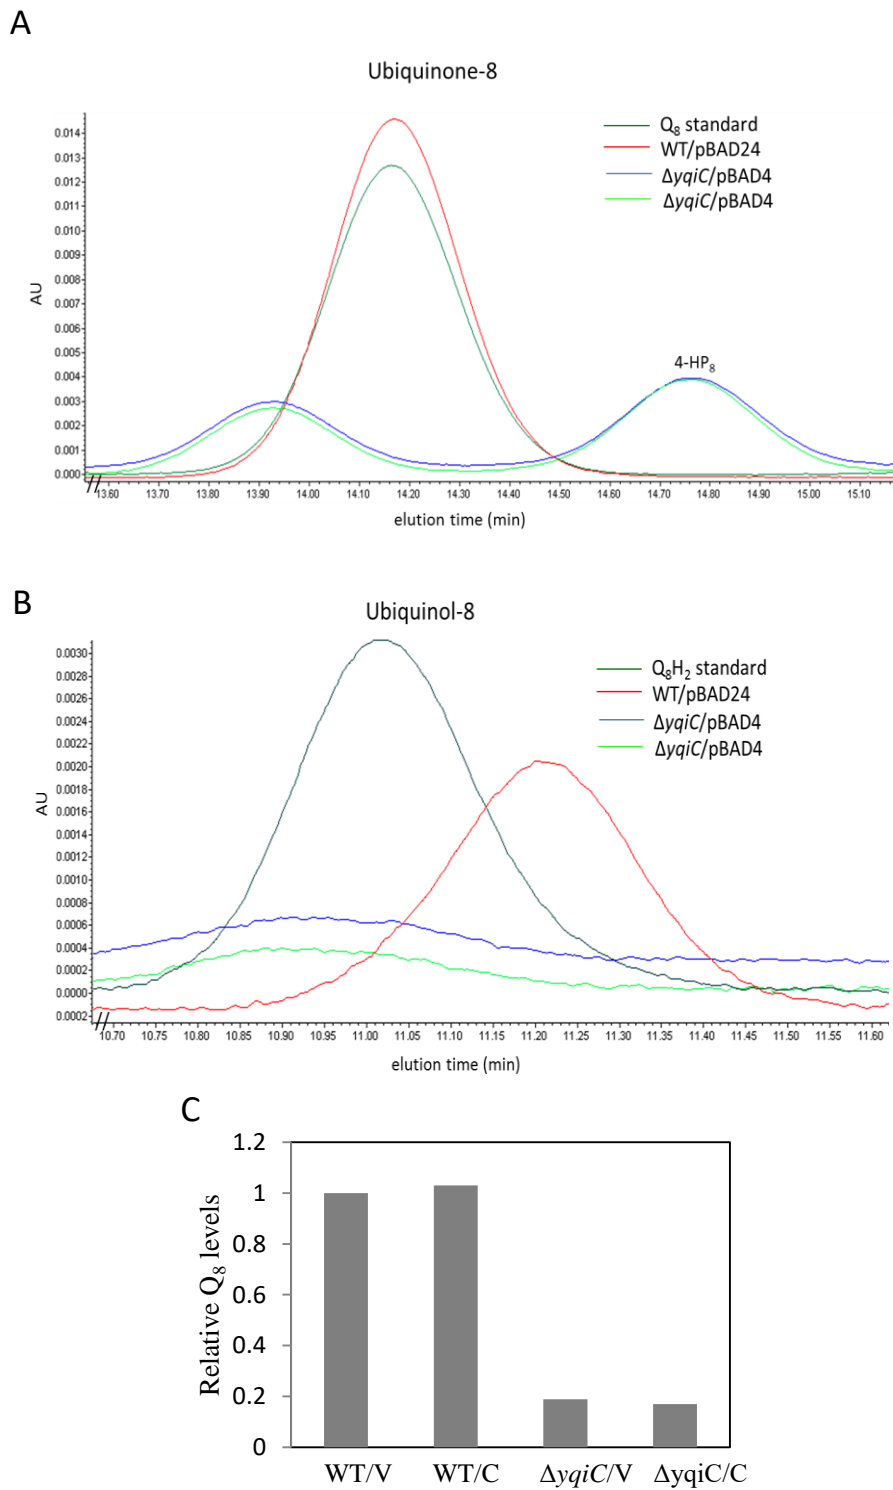 A
Ubiquinone-8
Q₈ standard
WT/pBAD24
ΔyqiC/pBAD4
ΔyqiC/pBAD4
0.014
0.013
0.012
0.011
0.010
0.009
0.008
0.007
0.006
0.005
0.004
0.003
0.002
0.001
0.000
AU
4-HP₈
13.60 13.70 13.80 13.90 14.00 14.10 14.20 14.30 14.40 14.50 14.60 14.70 14.80 14.90 15.00 15.10
elution time (min)
B
Ubiquinol-8
Q₈H₂ standard
WT/pBAD24
ΔyqiC/pBAD4
ΔyqiC/pBAD4
0.0030
0.0028
0.0026
0.0024
0.0022
0.0020
0.0018
0.0016
0.0014
0.0012
0.0010
0.0008
0.0006
0.0004
0.0002
0.0000
0.0002
AU
10.70 10.75 10.80 10.85 10.90 10.95 11.00 11.05 11.10 11.15 11.20 11.25 11.30 11.35 11.40 11.45 11.50 11.55 11.60
elution time (min)
C
1.2
1
0.8
0.6
0.4
0.2
0
Relative Q₈ levels
WT/V WT/C ΔyqiC/V ΔyqiC/C